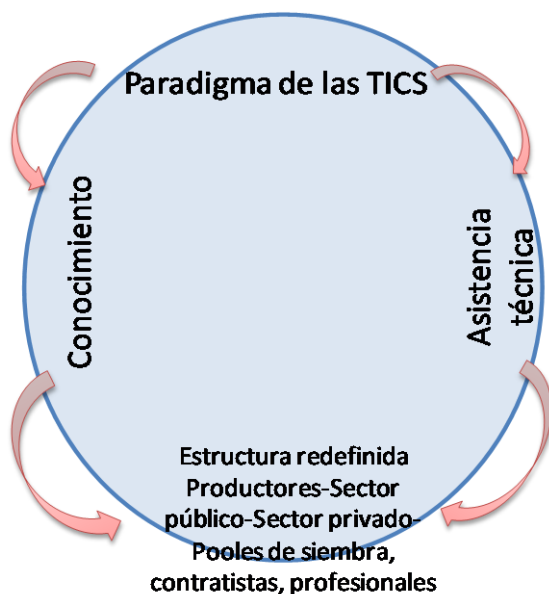 Paradigma de las TICS
Conocimiento
Asistencia
técnica
Estructura redefinida
Productores-Sector
público-Sector privado-
Pooles de siembra,
contratistas, profesionales